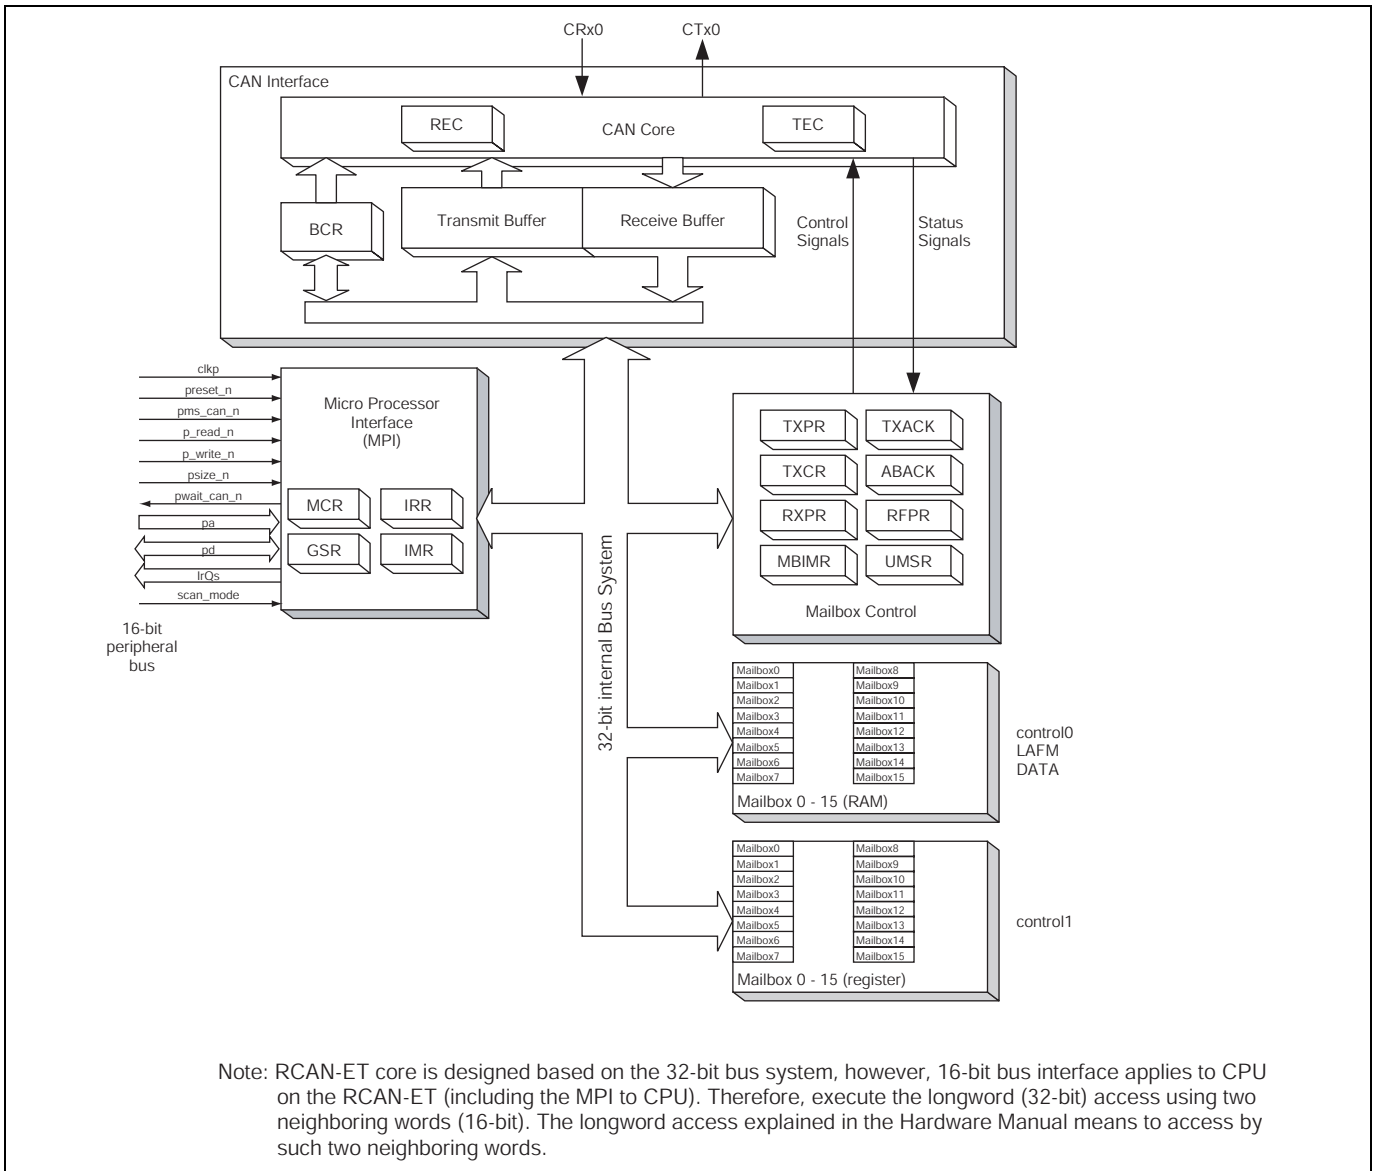 CRx0
CTx0
CAN Interface
REC
CAN Core
TEC
BCR
Transmit Buffer
Receive Buffer
Control
Signals
Status
Signals
clkp
preset_n
pms_can_n
p_read_n
p_write_n
psize_n
pwait_can_n
pa
pd
IrQs
scan_mode
16-bit
peripheral
bus
Micro Processor
Interface
(MPI)
MCR
IRR
GSR
IMR
32-bit internal Bus System
TXPR
TXACK
TXCR
ABACK
RXPR
RFPR
MBIMR
UMSR
Mailbox Control
Mailbox0
Mailbox1
Mailbox2
Mailbox3
Mailbox4
Mailbox5
Mailbox6
Mailbox7
Mailbox8
Mailbox9
Mailbox10
Mailbox11
Mailbox12
Mailbox13
Mailbox14
Mailbox15
Mailbox 0 - 15 (RAM)
control0
LAFM
DATA
Mailbox0
Mailbox1
Mailbox2
Mailbox3
Mailbox4
Mailbox5
Mailbox6
Mailbox7
Mailbox8
Mailbox9
Mailbox10
Mailbox11
Mailbox12
Mailbox13
Mailbox14
Mailbox15
Mailbox 0 - 15 (register)
control1
Note: RCAN-ET core is designed based on the 32-bit bus system, however, 16-bit bus interface applies to CPU
on the RCAN-ET (including the MPI to CPU). Therefore, execute the longword (32-bit) access using two
neighboring words (16-bit). The longword access explained in the Hardware Manual means to access by
such two neighboring words.